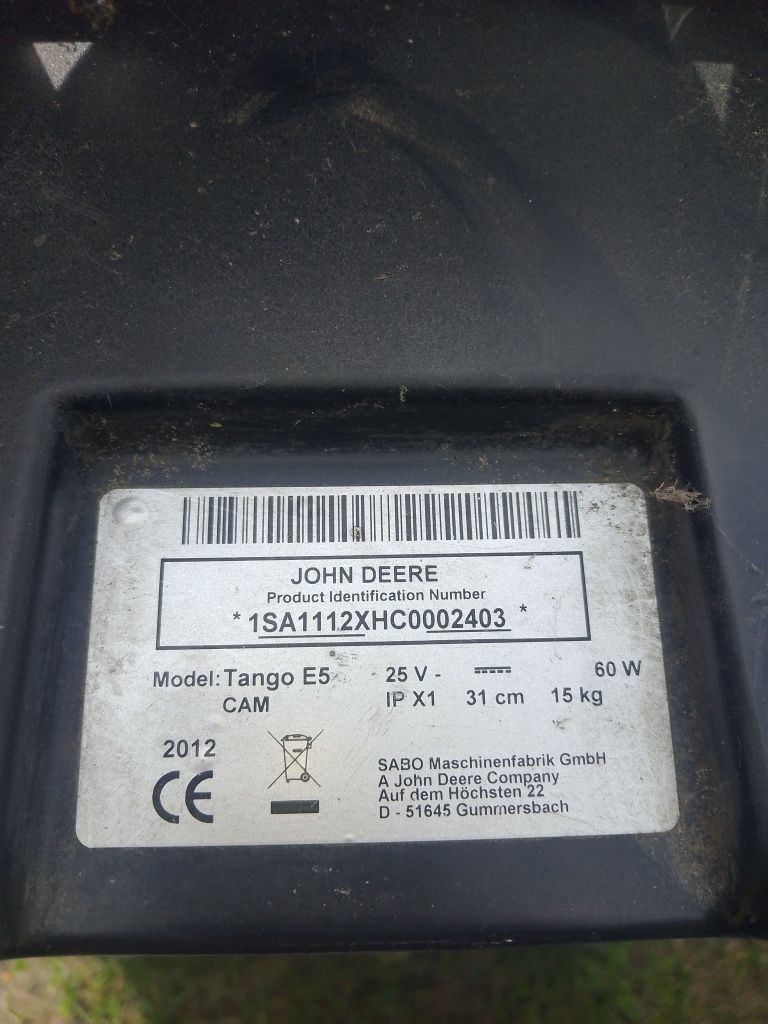 JOHN DEERE
Product Identification Number
* 1SA1112XHC0002403 *
Model: Tango E5 25 V - 60 W
CAM IP X1 31 cm 15 kg
2012
CE
SABO Maschinenfabrik GmbH
A John Deere Company
Auf dem Höchsten 22
D - 51645 Gummersbach